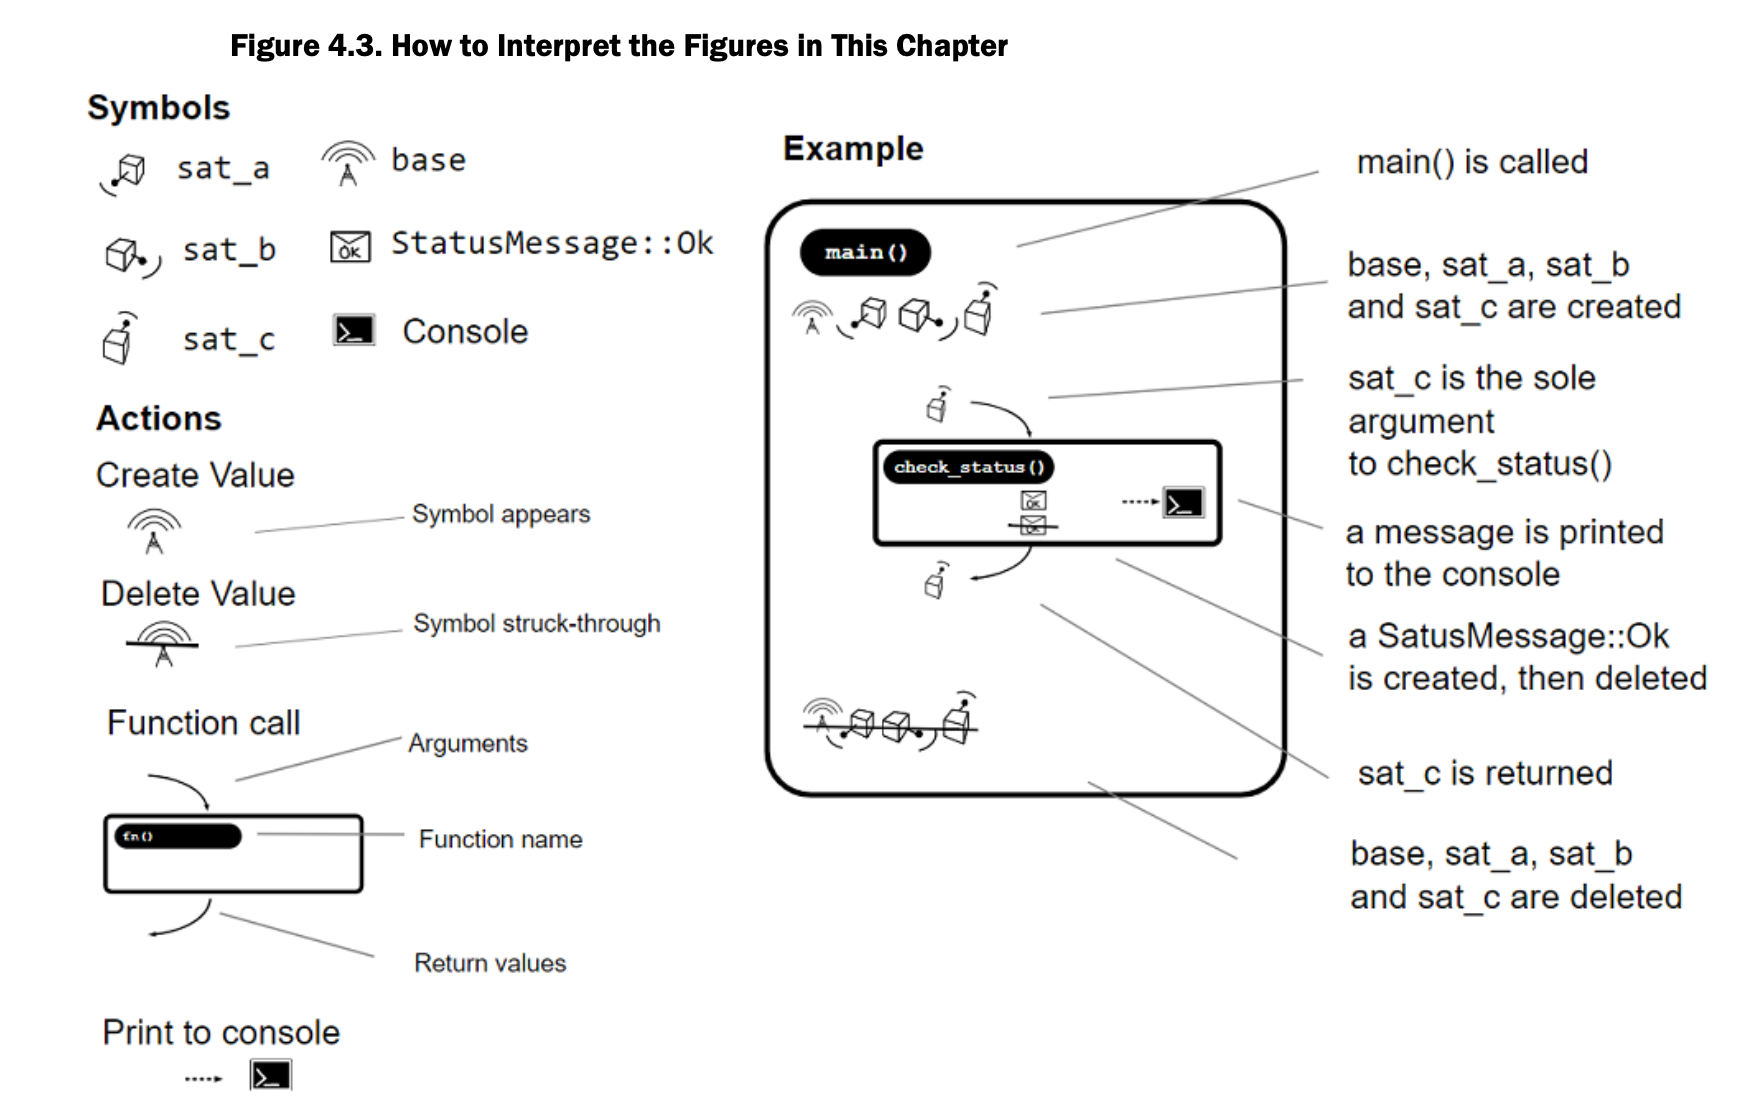 Figure 4.3. How to Interpret the Figures in This Chapter
Symbols
sat_a
base
sat_b
OK
StatusMessage::Ok
sat_c
Console
Actions
Create Value
Symbol appears
Delete Value
Symbol struck-through
Function call
Arguments
fn()
Function name
Return values
Print to console
Example
main()
check_status()
OK
OK
main() is called
base, sat_a, sat_b
and sat_c are created
sat_c is the sole
argument
to check_status()
a message is printed
to the console
a SatusMessage::Ok
is created, then deleted
sat_c is returned
base, sat_a, sat_b
and sat_c are deleted